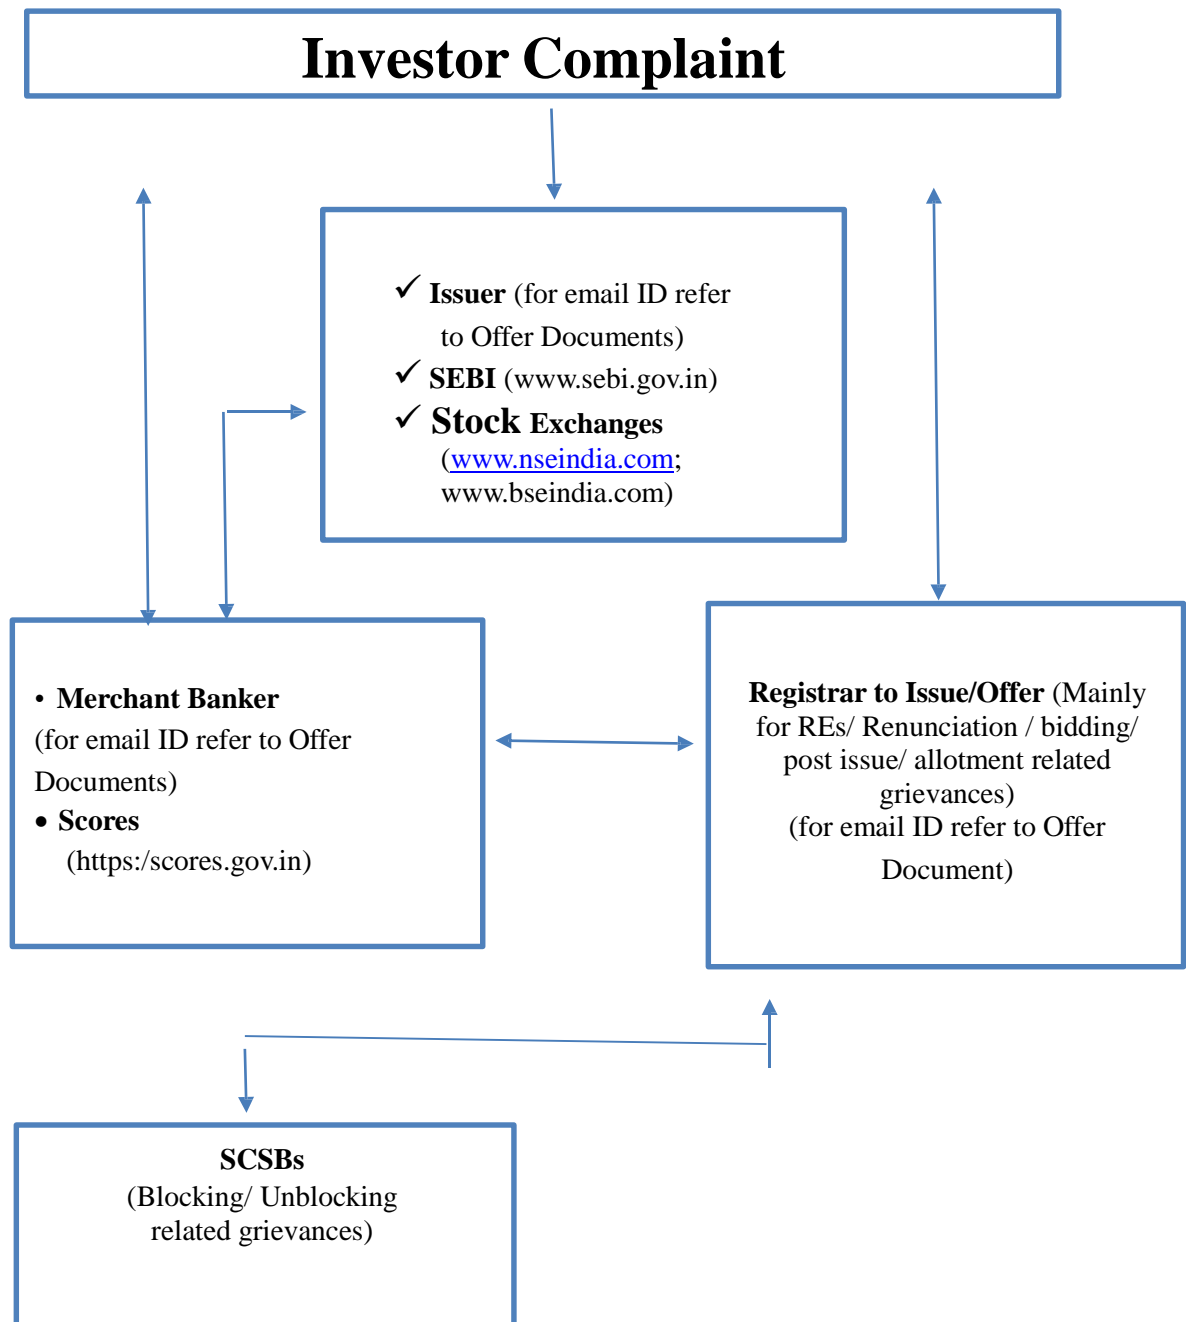 Investor Complaint
✓ Issuer (for email ID refer
to Offer Documents)
✓ SEBI (www.sebi.gov.in)
✓ Stock Exchanges
(www.nseindia.com;
www.bseindia.com)
• Merchant Banker
(for email ID refer to Offer
Documents)
• Scores
(https:/scores.gov.in)
Registrar to Issue/Offer (Mainly
for REs/ Renunciation / bidding/
post issue/ allotment related
grievances)
(for email ID refer to Offer
Document)
SCSBs
(Blocking/ Unblocking
related grievances)